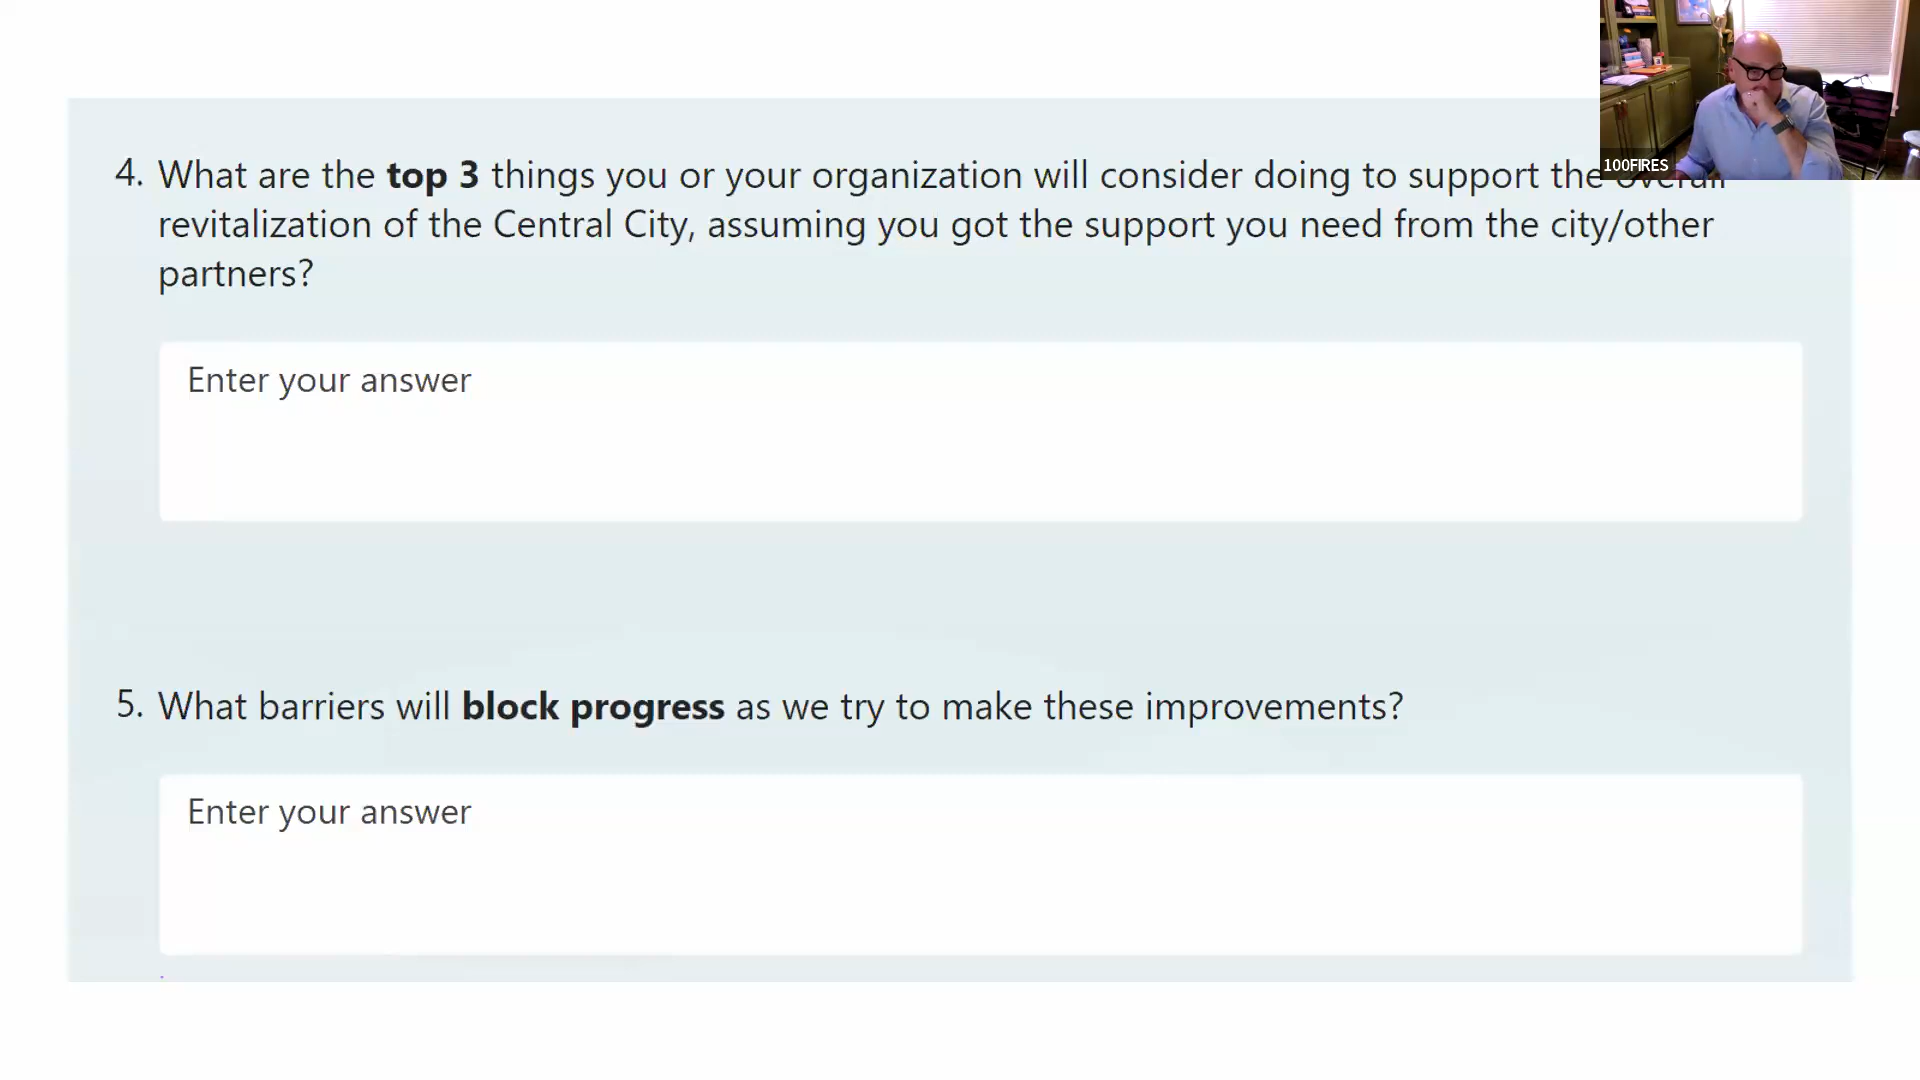 4. What are the top 3 things you or your organization will consider doing to support the overall
revitalization of the Central City, assuming you got the support you need from the city/other
partners?
Enter your answer
5. What barriers will block progress as we try to make these improvements?
Enter your answer
100FIRES